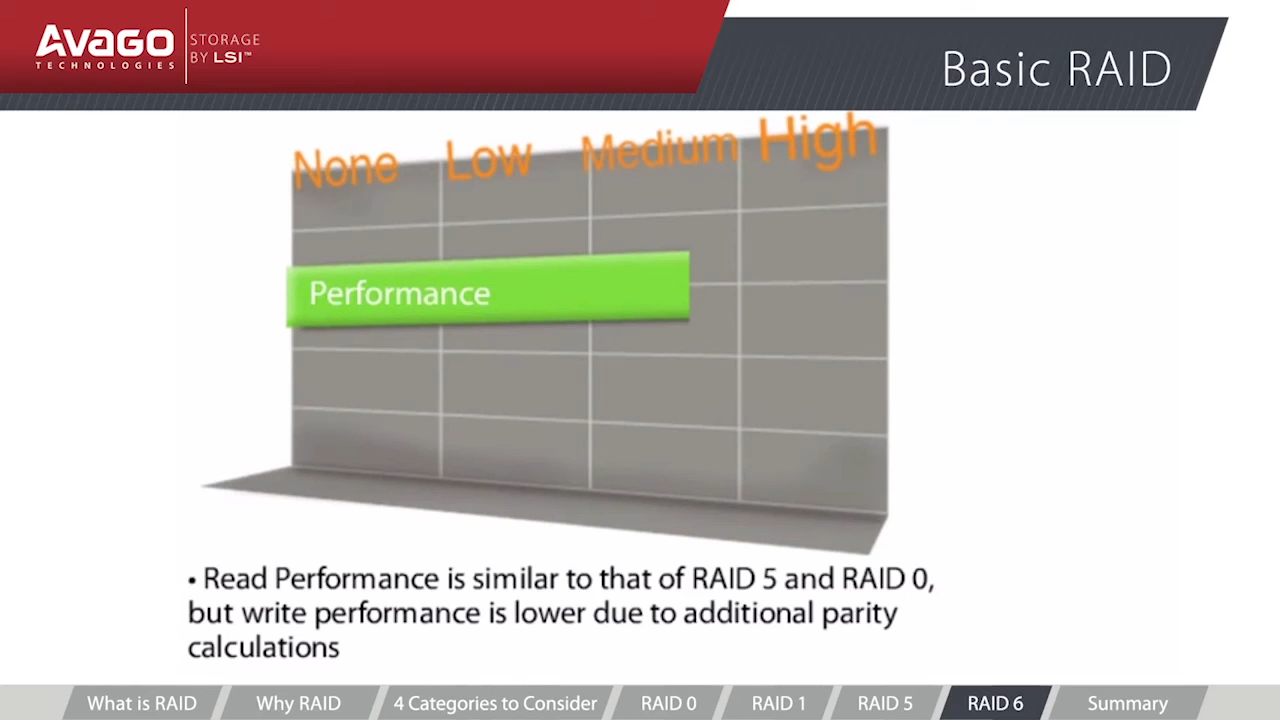 AVAGO
TECHNOLOGIES
STORAGE
BY LSI™
Basic RAID
None Low Medium High
Performance
• Read Performance is similar to that of RAID 5 and RAID 0,
but write performance is lower due to additional parity
calculations
What is RAID Why RAID 4 Categories to Consider RAID 0 RAID 1 RAID 5 RAID 6 Summary